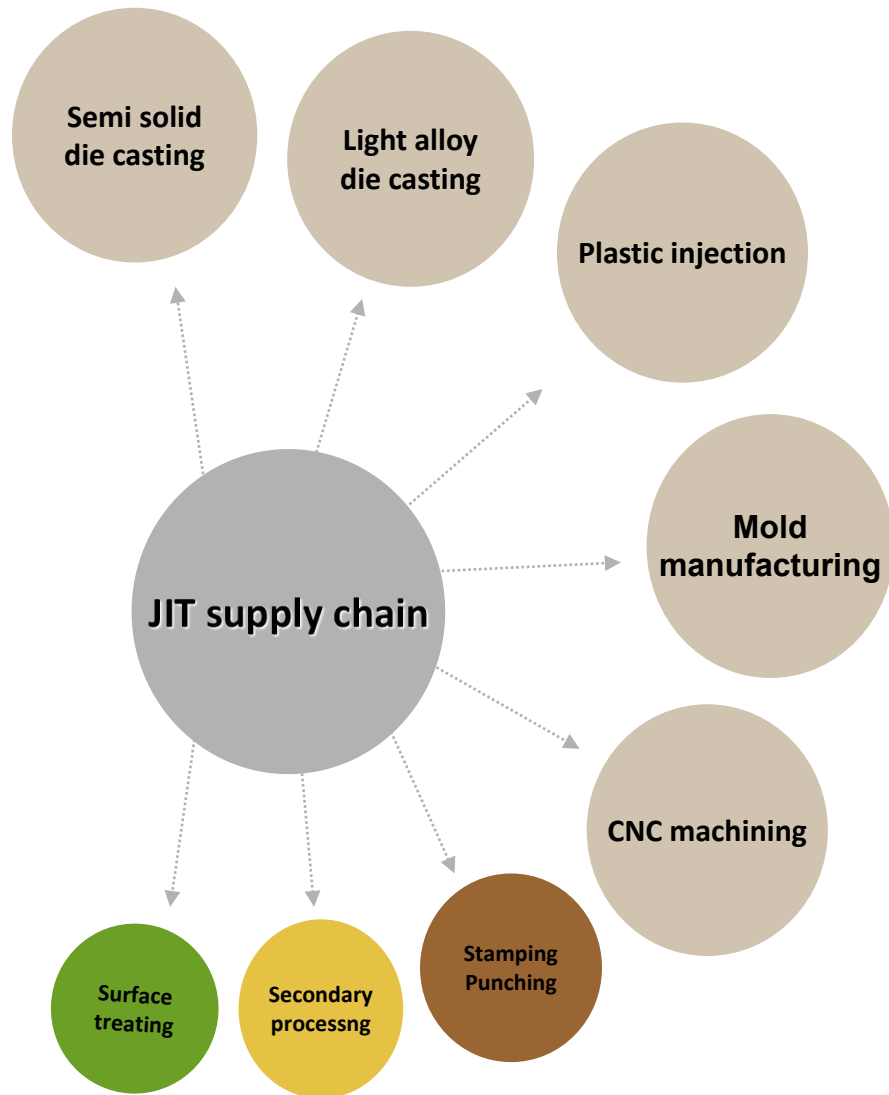 Semi solid
die casting
Light alloy
die casting
Plastic injection
Mold
manufacturing
JIT supply chain
CNC machining
Stamping
Punching
Secondary
processng
Surface
treating